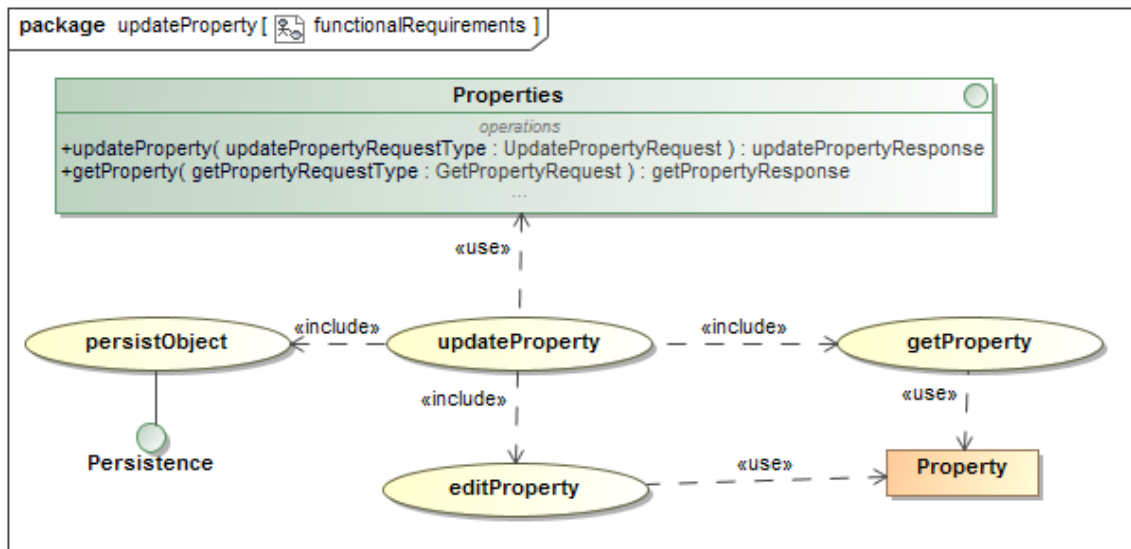 package updateProperty [ functionalRequirements ]
Properties
operations
+updateProperty( updatePropertyRequestType : UpdatePropertyRequest ) : updatePropertyResponse
+getProperty( getPropertyRequestType : GetPropertyRequest ) : getPropertyResponse
...
«use»
persistObject
«include»
updateProperty
«include»
getProperty
«include»
«use»
Persistence
editProperty
«use»
Property